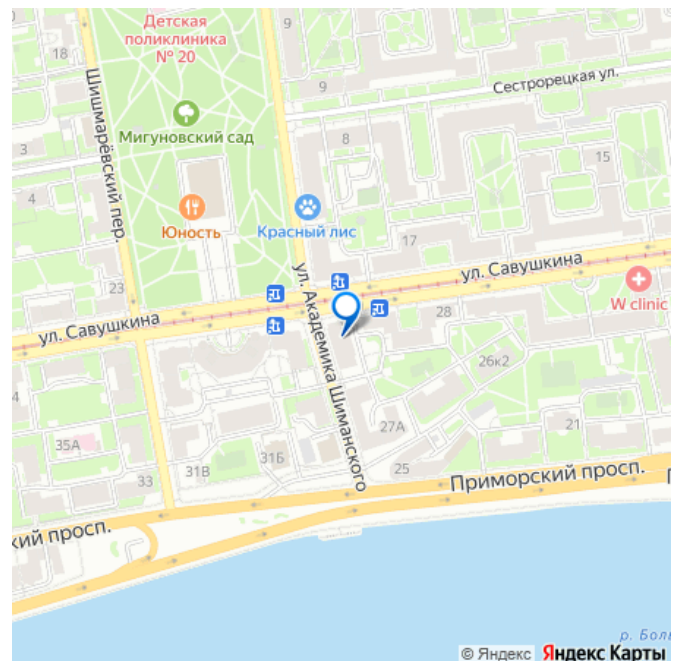 Детская
поликлиника
№ 20
18
9
Сестрорецкая ул.
9
Шишмарёвский пер.
Мигуновский сад
8
3
15
4
Юность
Красный лис
17
ул. Савушкина
23
W clinic
ул. Академика Шиманского
28
ул. Савушкина
26к2
4
27А
21
35А
31Б
33
31В
25
Приморский просп.
кий просп.
р. Бол
© Яндекс Яндекс Карты